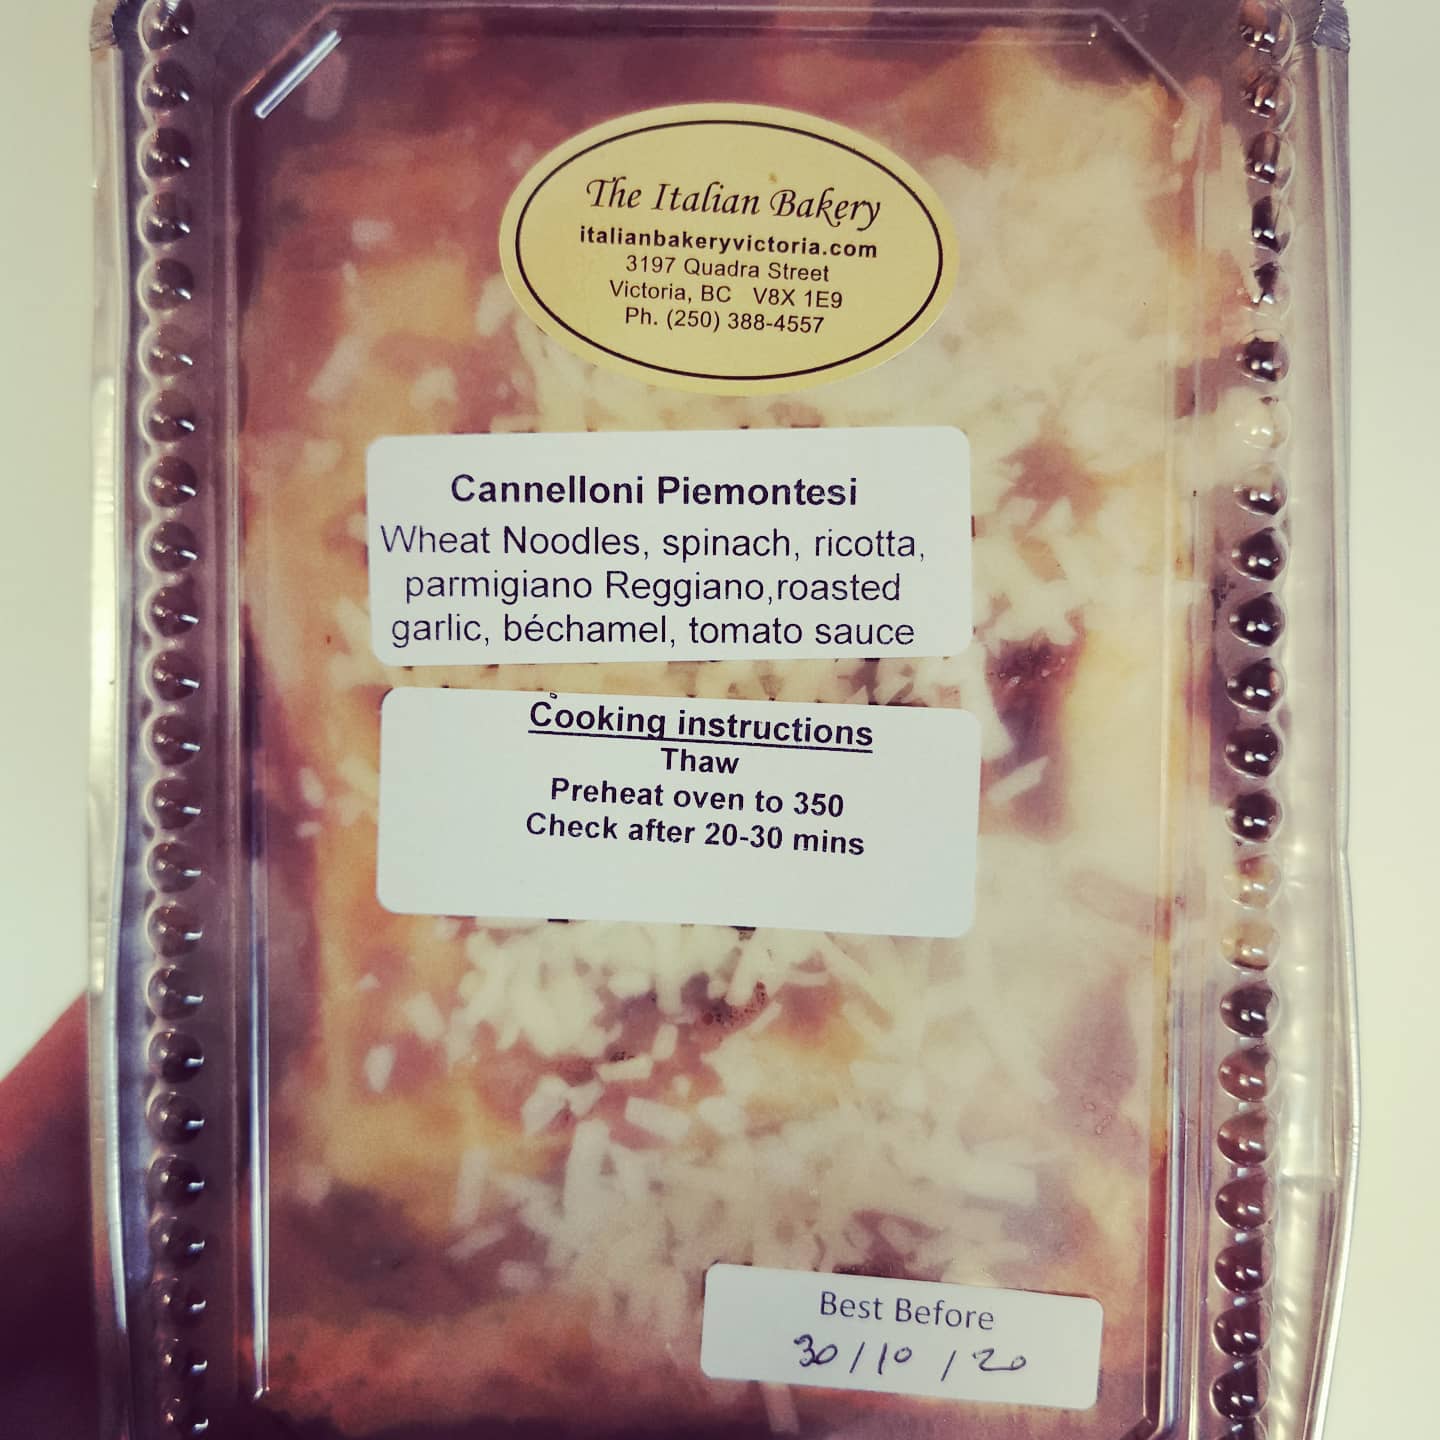 The Italian Bakery
italianbakeryvictoria.com
3197 Quadra Street
Victoria, BC V8X 1E9
Ph. (250) 388-4557
Cannelloni Piemontesi
Wheat Noodles, spinach, ricotta,
parmigiano Reggiano,roasted
garlic, béchamel, tomato sauce
Cooking instructions
Thaw
Preheat oven to 350
Check after 20-30 mins
Best Before
30/10/20